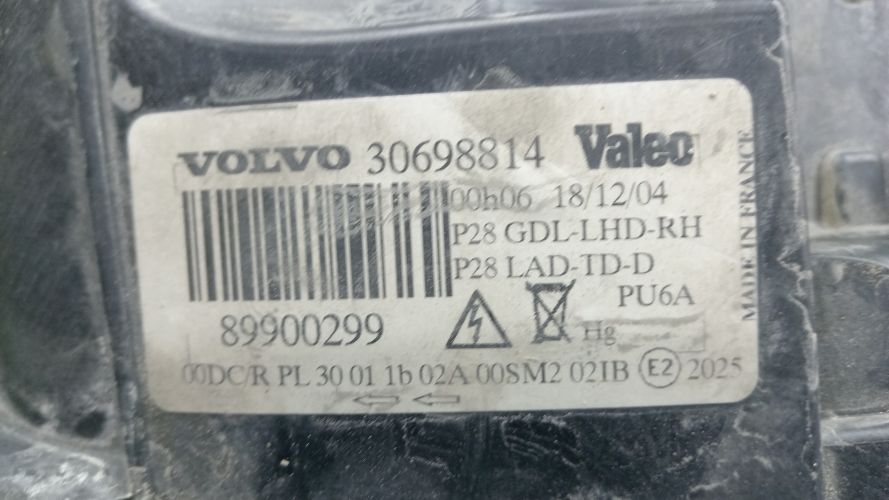 VOLVO 30698814 Valeo
00h06 18/12/04
P28 GDL-LHD-RH
P28 LAD-TD-D
PU6A
89900299
Hg
00DC/R PL 30 01 1b 02A 00SM2 02IB E2 2025
MADE IN FRANCE